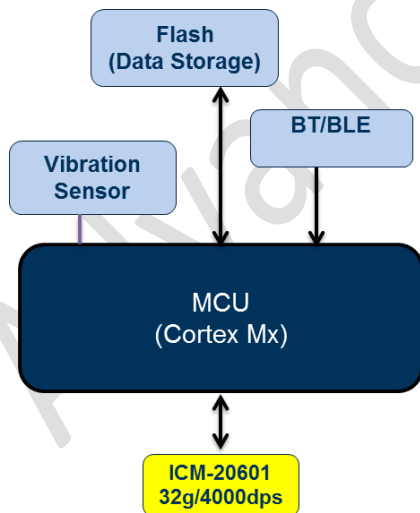 Flash
(Data Storage)
BT/BLE
Vibration
Sensor
MCU
(Cortex Mx)
ICM-20601
32g/4000dps